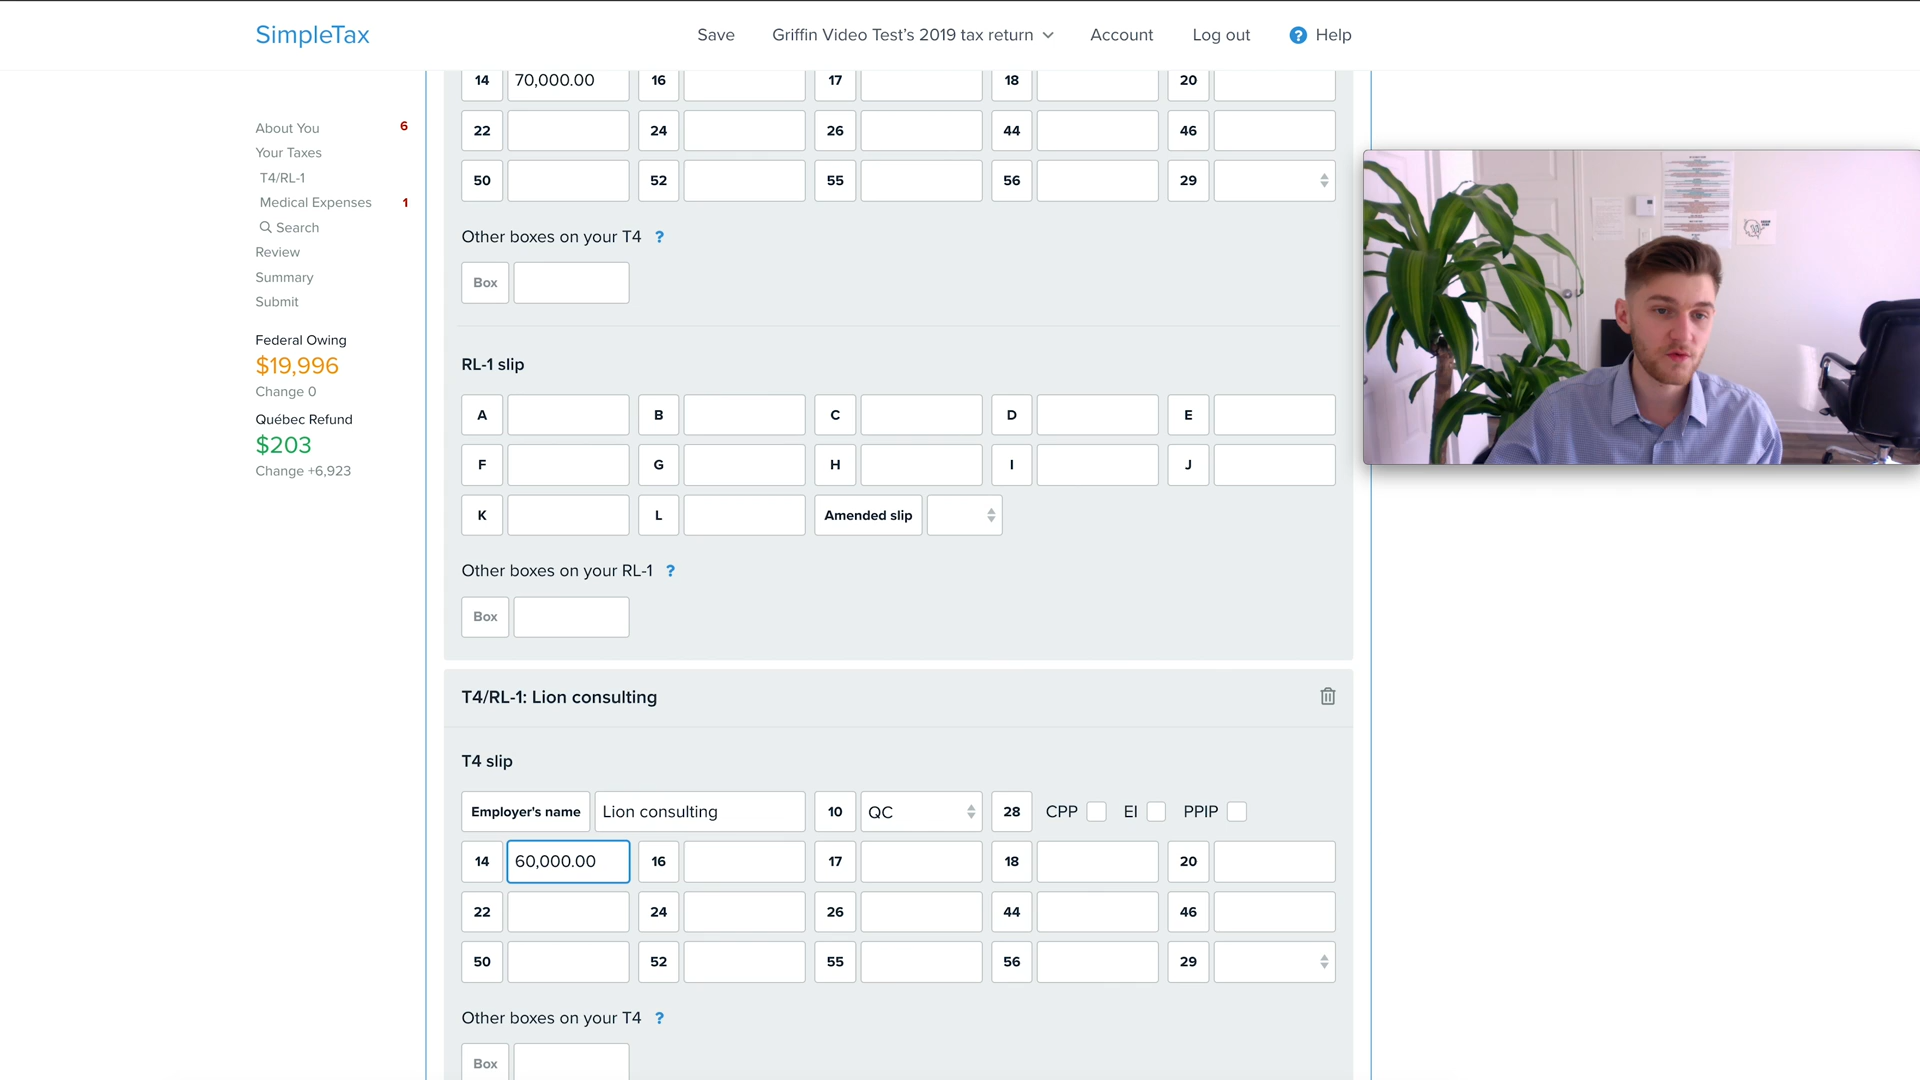 SimpleTax
Save Griffin Video Test's 2019 tax return Account Log out ? Help
About You 6
Your Taxes
T4/RL-1
Medical Expenses 1
Search
Review
Summary
Submit
Federal Owing
$19,996
Change 0
Québec Refund
$203
Change +6,923
14 70,000.00 16 17 18 20
22 24 26 44 46
50 52 55 56 29
Other boxes on your T4 ?
Box
RL-1 slip
A B C D E
F G H I J
K L Amended slip
Other boxes on your RL-1 ?
Box
T4/RL-1: Lion consulting
T4 slip
Employer's name Lion consulting 10 QC 28 CPP EI PPIP
14 60,000.00 16 17 18 20
22 24 26 44 46
50 52 55 56 29
Other boxes on your T4 ?
Box